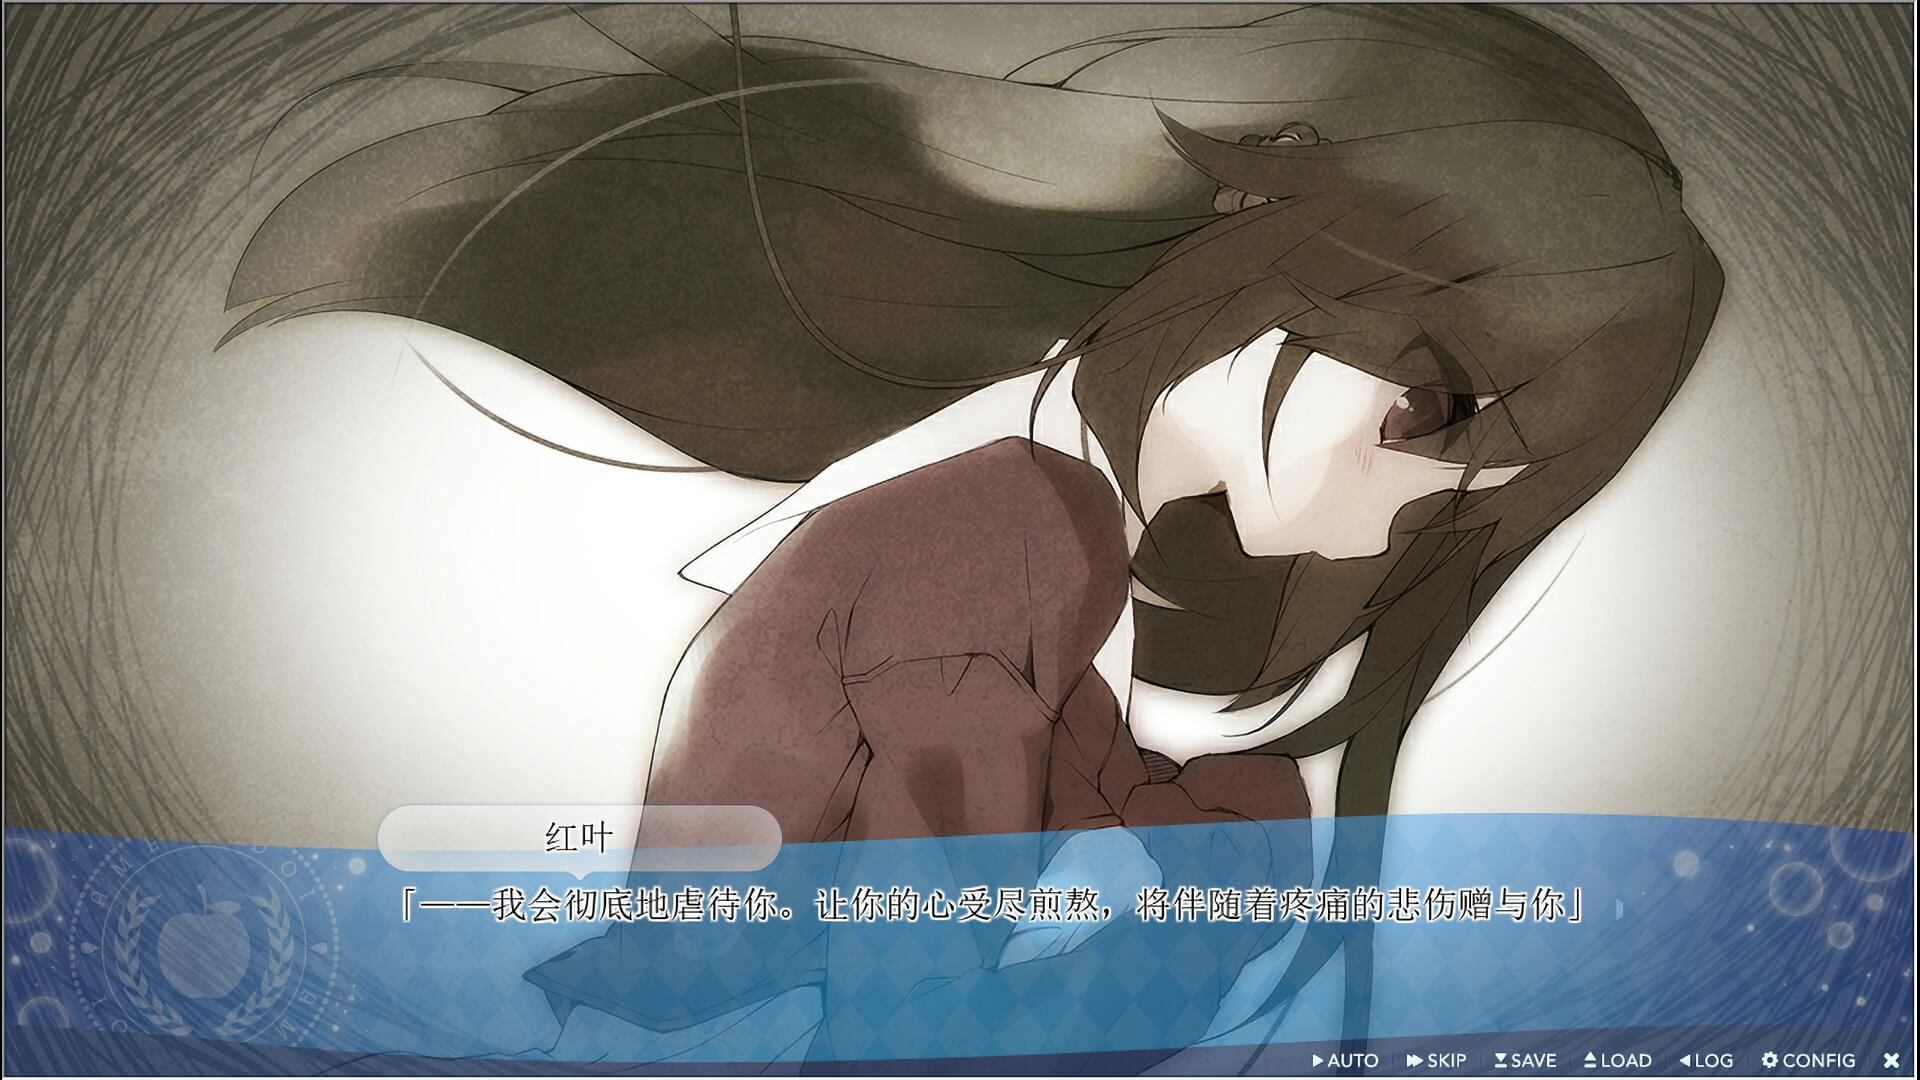 红叶
「——我会彻底地虐待你。让你的心受尽煎熬，将伴随着疼痛的悲伤赠与你」
AUTO SKIP SAVE LOAD LOG CONFIG